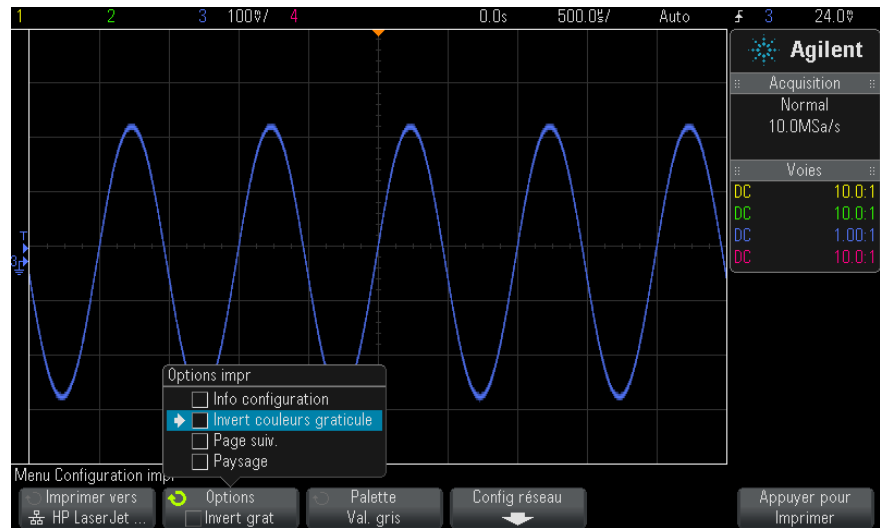 1 2 3 100mV/ 4 0.0s 500.0us/ Auto 3 24.0mV
Agilent
Acquisition
Normal
10.0MSa/s
Voies
DC 10.0:1
DC 10.0:1
DC 1.00:1
DC 10.0:1
T
3
Options impr
Info configuration
Invert couleurs graticule
Page suiv.
Paysage
Menu Configuration impr
Imprimer vers
HP LaserJet ...
Options
Invert grat
Palette
Val. gris
Config réseau
Appuyer pour
Imprimer